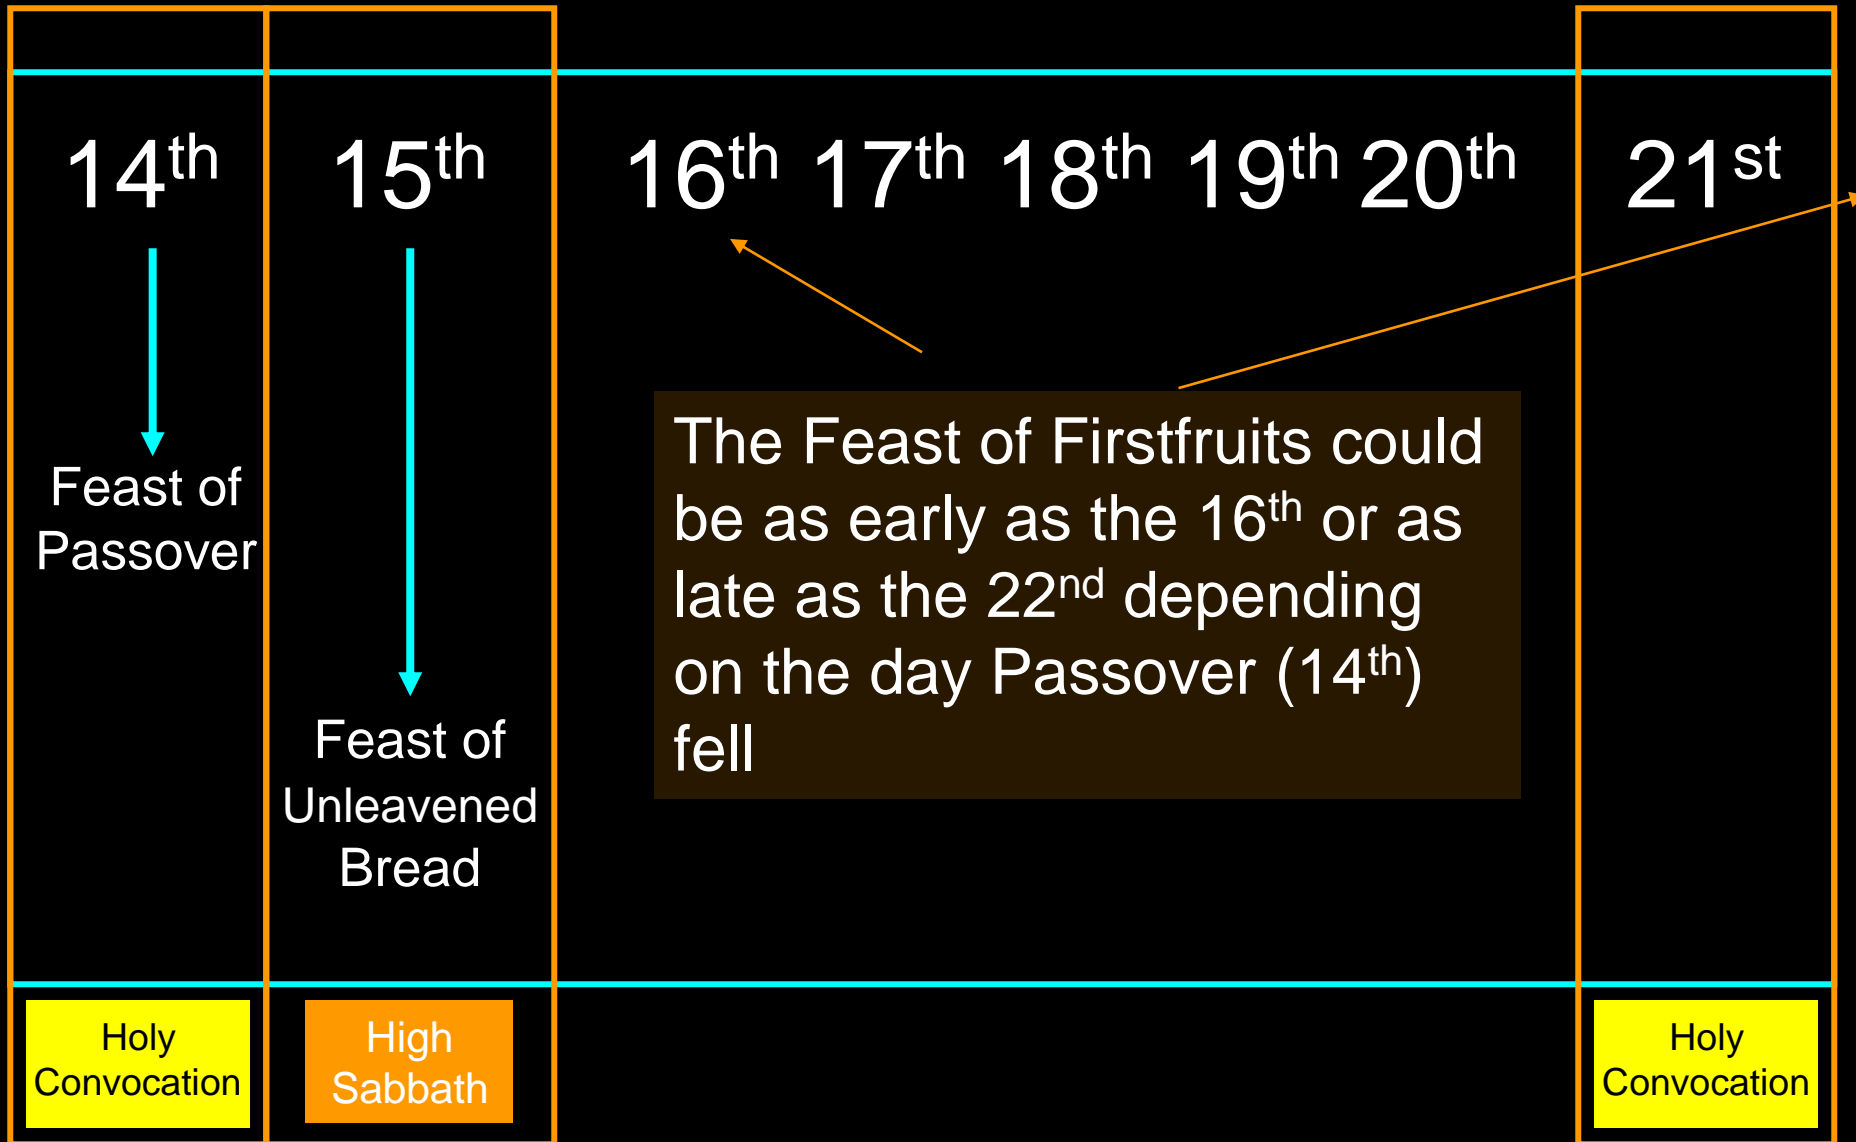 14th 15th 16th 17th 18th 19th 20th 21st
Feast of
Passover
Feast of
Unleavened
Bread
The Feast of Firstfruits could
be as early as the 16th or as
late as the 22nd depending
on the day Passover (14th)
fell
Holy
Convocation
High
Sabbath
Holy
Convocation